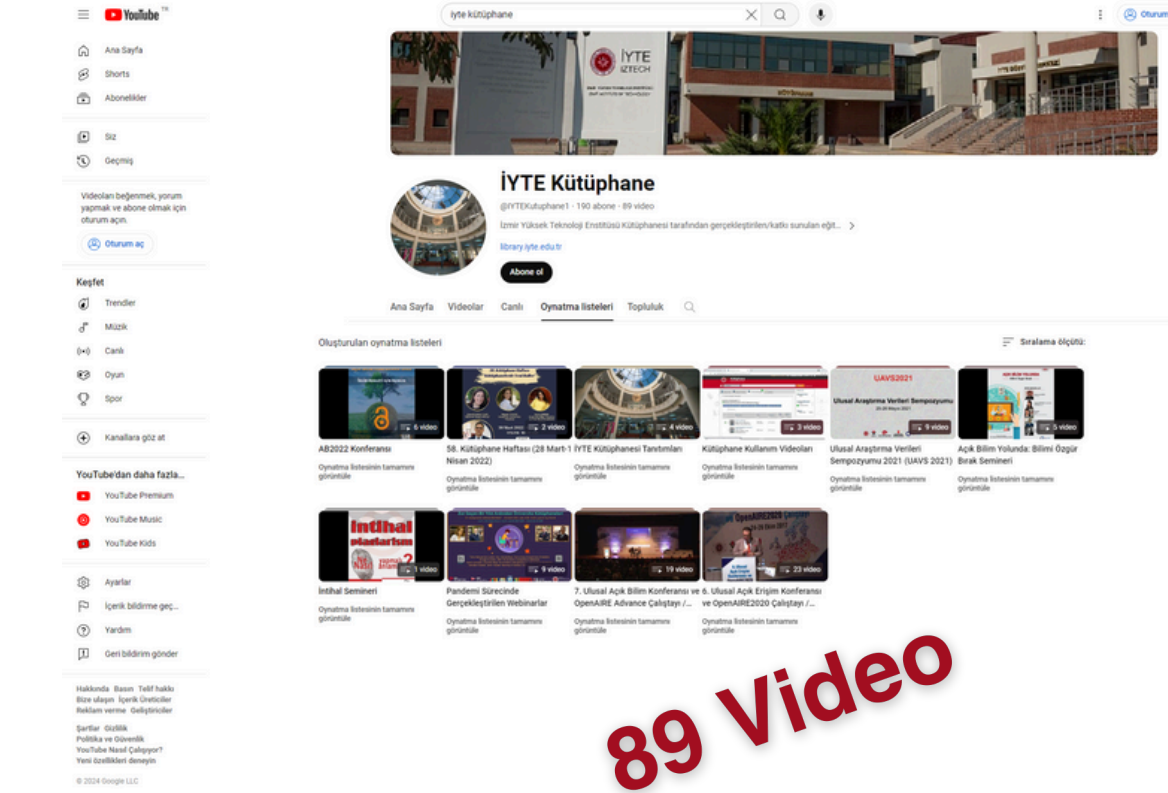 YouTube TR
iyte kütüphane
Oturum
Ana Sayfa
Shorts
Abonelikler
Siz
Geçmiş
Videoları beğenmek, yorum
yapmak ve abone olmak için
oturum açın.
Oturum aç
Keşfet
Trendler
Müzik
Canlı
Oyun
Spor
Kanallara göz at
YouTube'dan daha fazla...
YouTube Premium
YouTube Music
YouTube Kids
Ayarlar
İçerik bildirme geç...
Yardım
Geri bildirim gönder
Hakkında Basın Telif hakkı
Bize ulaşın İçerik Üreticiler
Reklam verme Geliştiriciler
Şartlar Gizlilik
Politika ve Güvenlik
YouTube Nasıl Çalışıyor?
Yeni özellikleri deneyin
© 2024 Google LLC
İYTE
IZTECH
KÜTÜPHANE
İYTE Kütüphane
@IYTEKutuphane1 · 190 abone · 89 video
İzmir Yüksek Teknoloji Enstitüsü Kütüphanesi tarafından gerçekleştirilen/katkı sunulan eğit...
library.iyte.edu.tr
Abone ol
Ana Sayfa Videolar Canlı Oynatma listeleri Topluluk
Oluşturulan oynatma listeleri
Sıralama ölçütü:
6 video
AB2022 Konferansı
Oynatma listesinin tamamını
görüntüle
2 video
58. Kütüphane Haftası (28 Mart-1
Nisan 2022)
Oynatma listesinin tamamını
görüntüle
4 video
İYTE Kütüphanesi Tanıtımları
Oynatma listesinin tamamını
görüntüle
3 video
Kütüphane Kullanım Videoları
Oynatma listesinin tamamını
görüntüle
UAVS2021
Ulusal Araştırma Verileri Sempozyumu
9 video
Ulusal Araştırma Verileri
Sempozyumu 2021 (UAVS 2021)
Oynatma listesinin tamamını
görüntüle
5 video
Açık Bilim Yolunda: Bilimi Özgür
Bırak Semineri
Oynatma listesinin tamamını
görüntüle
intihal
plagiarism
1 video
İntihal Semineri
Oynatma listesinin tamamını
görüntüle
9 video
Pandemi Sürecinde
Gerçekleştirilen Webinarlar
Oynatma listesinin tamamını
görüntüle
19 video
7. Ulusal Açık Bilim Konferansı ve
OpenAIRE Advance Çalıştayı /...
Oynatma listesinin tamamını
görüntüle
23 video
6. Ulusal Açık Erişim Konferansı
ve OpenAIRE2020 Çalıştayı /...
Oynatma listesinin tamamını
görüntüle
89 Video